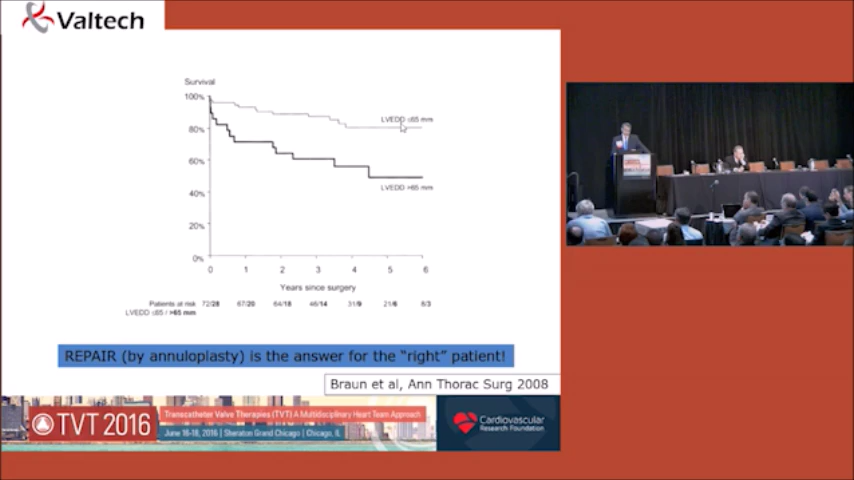 Valtech
Survival
100%
80%
60%
40%
20%
0%
LVEDD ≤65 mm
LVEDD >65 mm
0 1 2 3 4 5 6
Years since surgery
Patients at risk 72/28 67/20 64/18 46/14 31/9 21/6 8/3
LVEDD ≤65 / >65 mm
REPAIR (by annuloplasty) is the answer for the “right” patient!
Braun et al, Ann Thorac Surg 2008
TVT 2016
Transcatheter Valve Therapies (TVT) A Multidisciplinary Heart Team Approach
June 16-18, 2016 | Sheraton Grand Chicago | Chicago, IL
Cardiovascular
Research Foundation